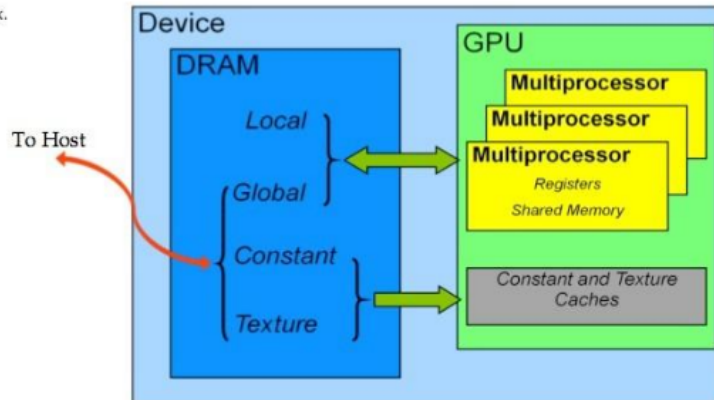 Device
DRAM
Local
Global
Constant
Texture
To Host
GPU
Multiprocessor
Multiprocessor
Multiprocessor
Registers
Shared Memory
Constant and Texture
Caches